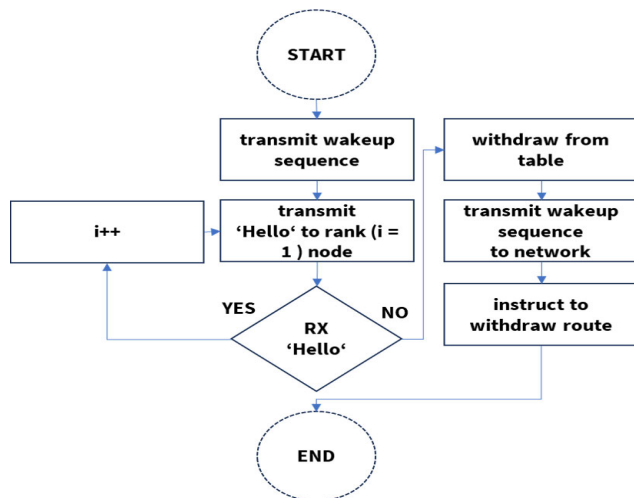 START
transmit wakeup
sequence
transmit
‘Hello‘ to rank (i =
1 ) node
i++
YES
NO
RX
‘Hello‘
withdraw from
table
transmit wakeup
sequence
to network
instruct to
withdraw route
END